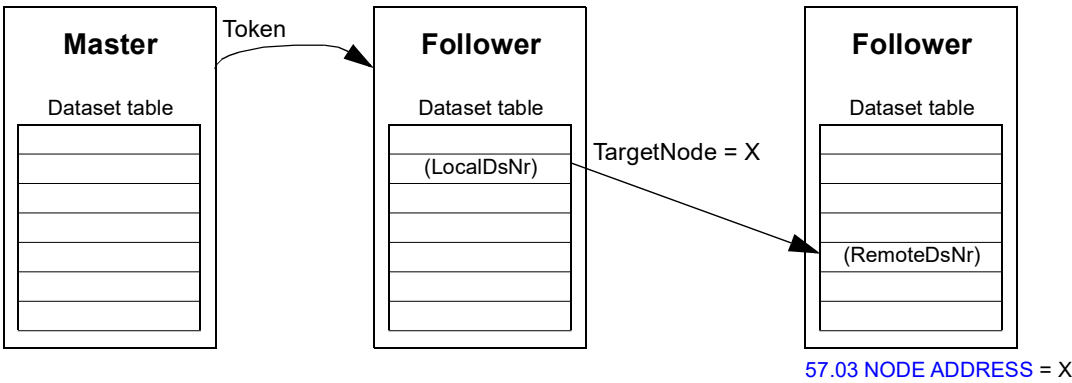 Master
Token
Follower
Follower
Dataset table
Dataset table
Dataset table
TargetNode = X
(LocalDsNr)
(RemoteDsNr)
57.03 NODE ADDRESS = X